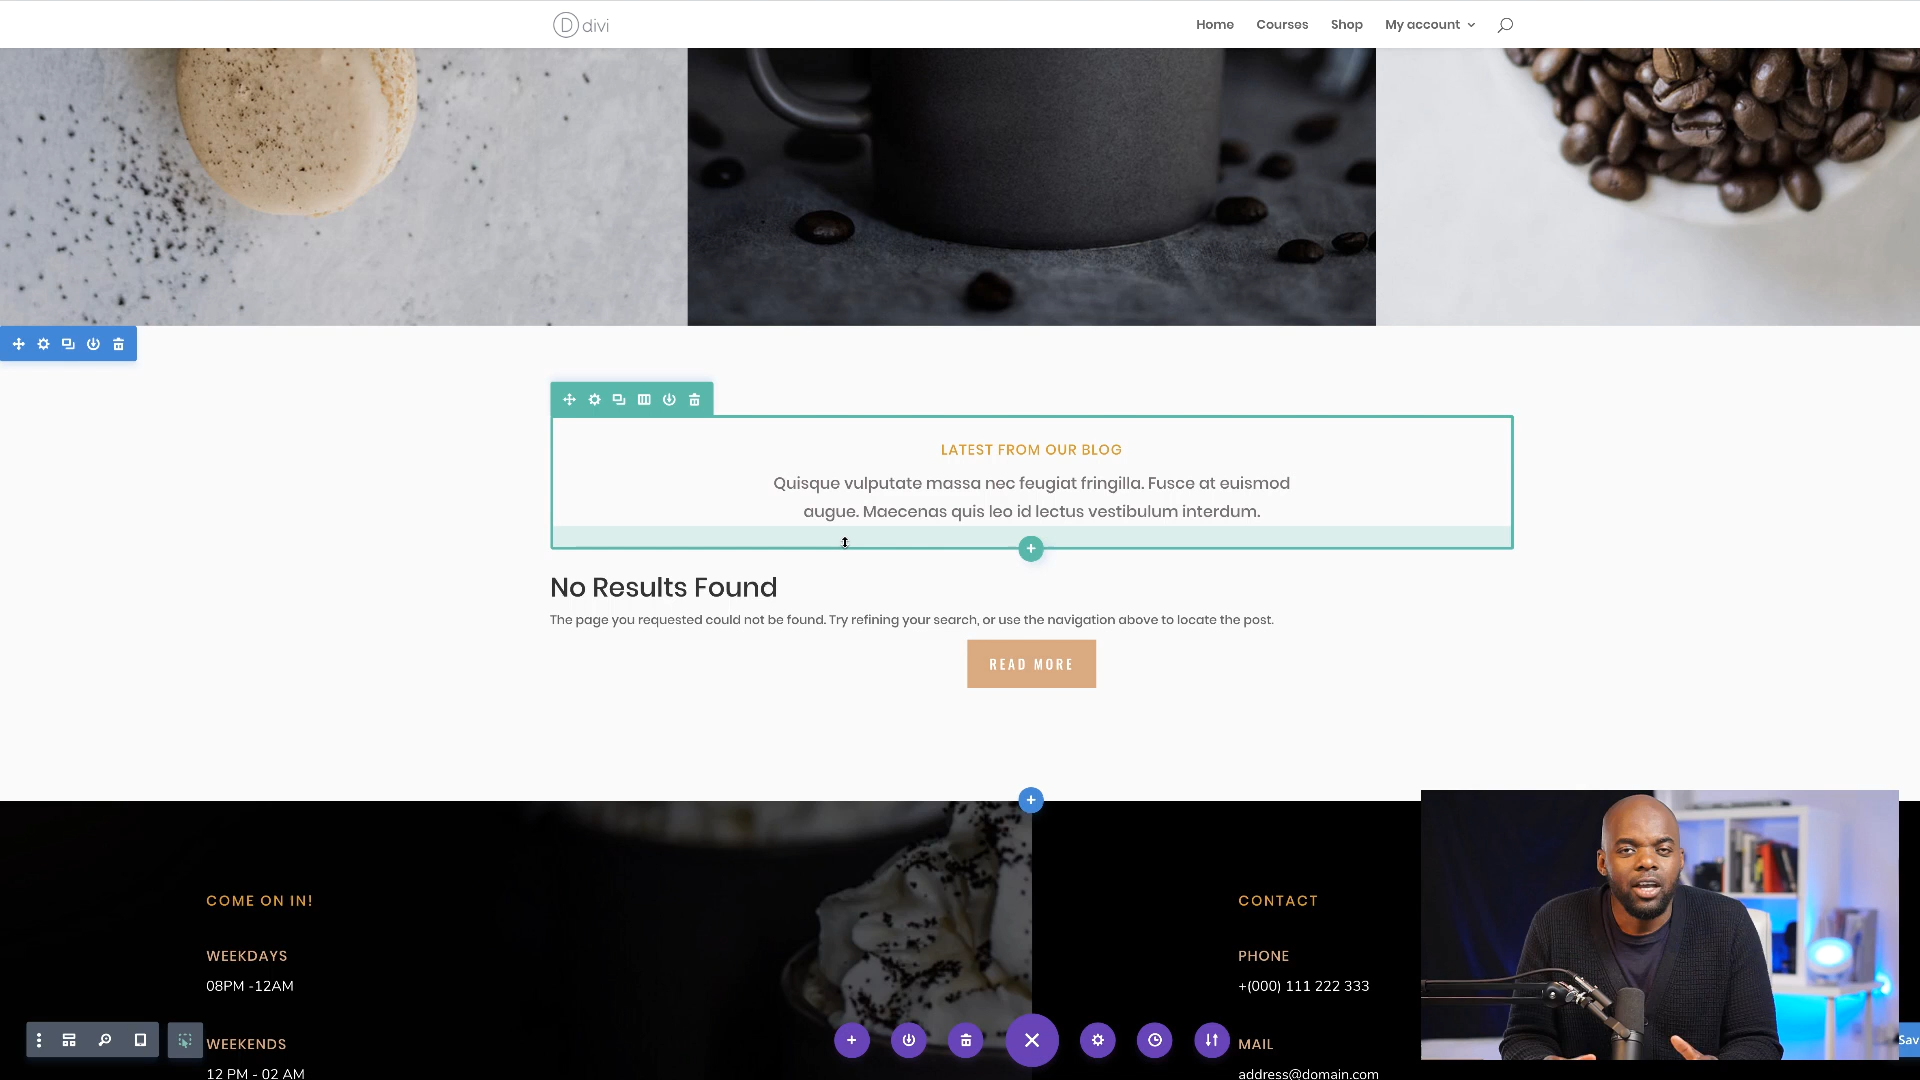 divi
Home Courses Shop My account
LATEST FROM OUR BLOG
Quisque vulputate massa nec feugiat fringilla. Fusce at euismod
augue. Maecenas quis leo id lectus vestibulum interdum.
No Results Found
The page you requested could not be found. Try refining your search, or use the navigation above to locate the post.
READ MORE
COME ON IN!
WEEKDAYS
08PM -12AM
WEEKENDS
12 PM - 02 AM
CONTACT
PHONE
+(000) 111 222 333
MAIL
address@domain.com
Sav